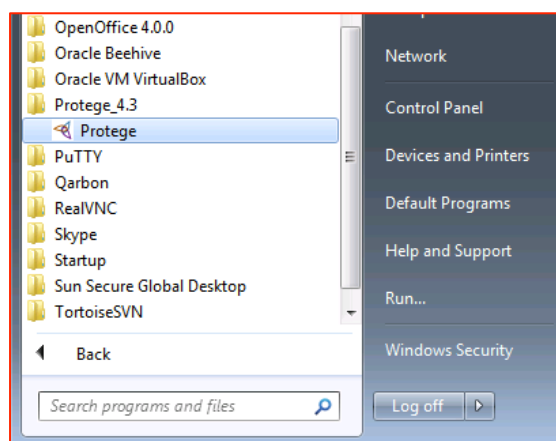 OpenOffice 4.0.0
Oracle Beehive
Oracle VM VirtualBox
Protege_4.3
Protege
PuTTY
Qarbon
RealVNC
Skype
Startup
Sun Secure Global Desktop
TortoiseSVN
Back
Search programs and files
Network
Control Panel
Devices and Printers
Default Programs
Help and Support
Run...
Windows Security
Log off